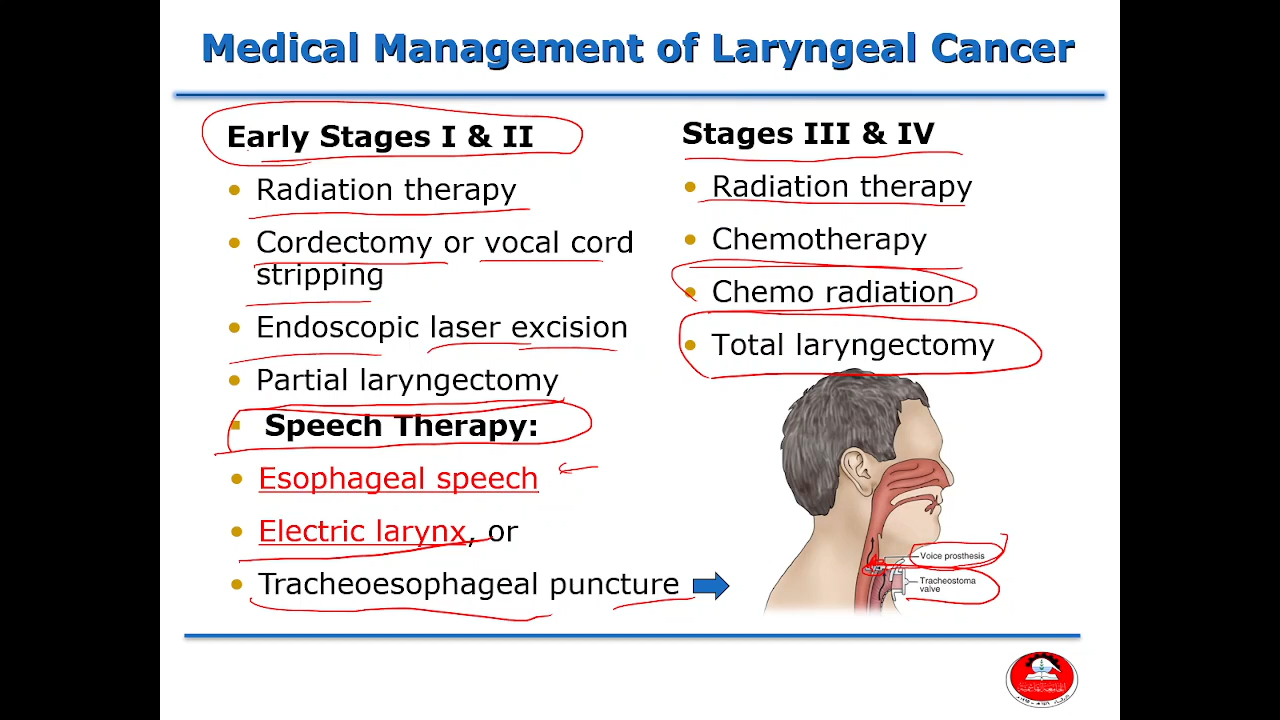 Medical Management of Laryngeal Cancer
Early Stages I & II
• Radiation therapy
• Cordectomy or vocal cord
stripping
• Endoscopic laser excision
• Partial laryngectomy
▪ Speech Therapy:
• Esophageal speech
• Electric larynx, or
• Tracheoesophageal puncture
Stages III & IV
• Radiation therapy
• Chemotherapy
• Chemo radiation
• Total laryngectomy
Voice prosthesis
Tracheostoma
valve